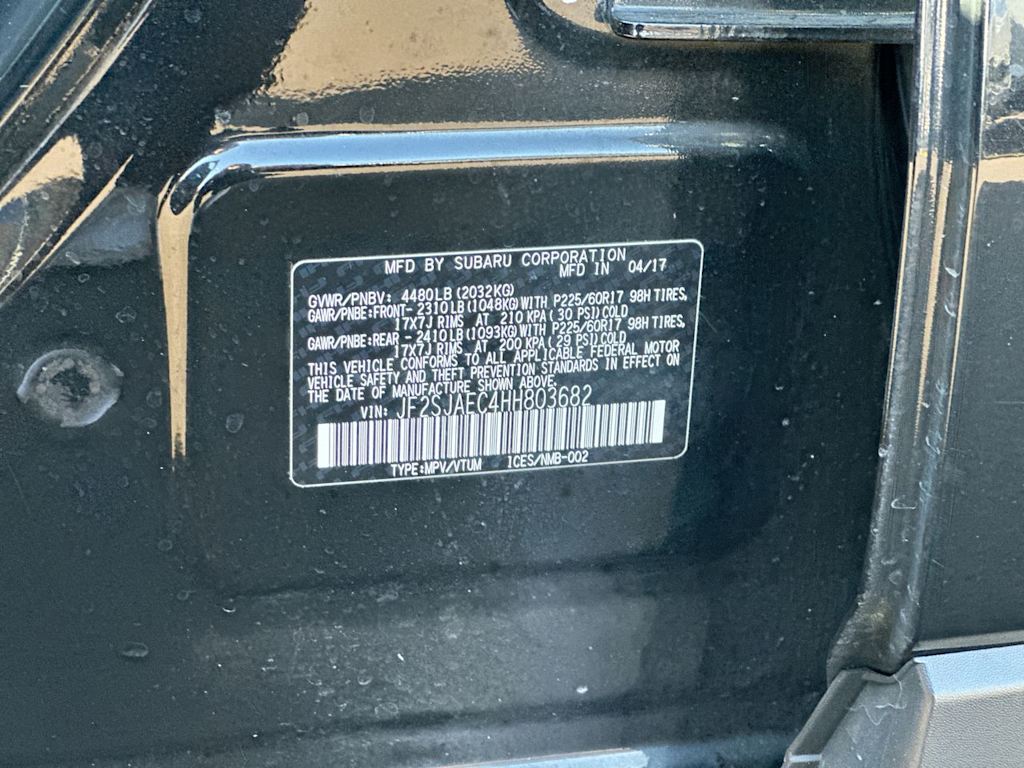 MFD BY SUBARU CORPORATION
MFD IN 04/17
GVWR/PNBV: 4480LB(2032KG)
GAWR/PNBE:FRONT- 2310LB(1048KG)WITH P225/60R17 98H TIRES,
17X7J RIMS AT 210 KPA(30 PSI)COLD
GAWR/PNBE:REAR - 2410LB(1093KG)WITH P225/60R17 98H TIRES,
17X7J RIMS AT 200 KPA(29 PSI)COLD
THIS VEHICLE CONFORMS TO ALL APPLICABLE FEDERAL MOTOR
VEHICLE SAFETY AND THEFT PREVENTION STANDARDS IN EFFECT ON
THE DATE OF MANUFACTURE SHOWN ABOVE.
VIN: JF2SJAEC4HH803682
TYPE:MPV/VTUM ICES/NMB-002